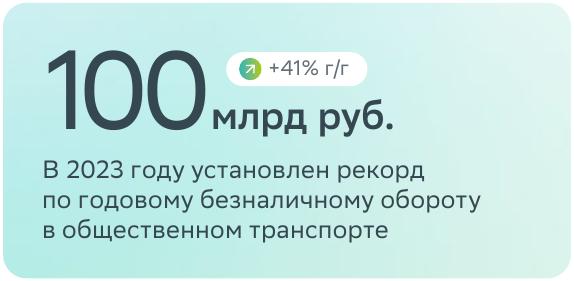 100 млрд руб.
+41% г/г
В 2023 году установлен рекорд
по годовому безналичному обороту
в общественном транспорте